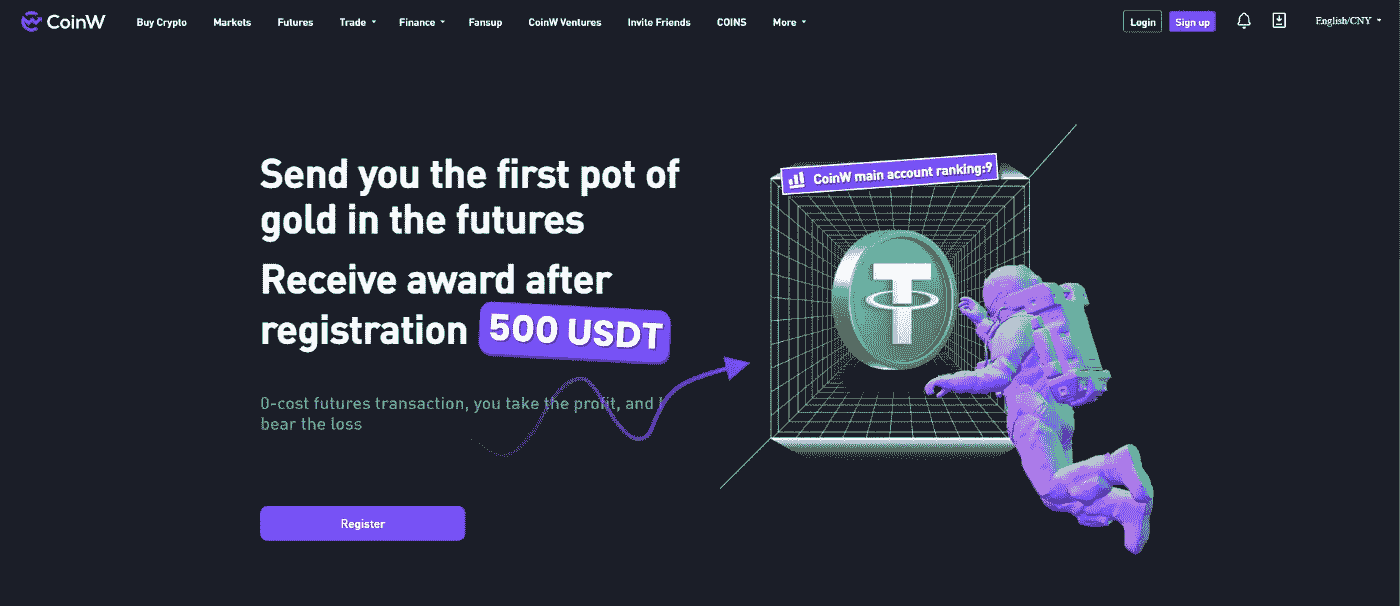 CoinW Buy Crypto Markets Futures Trade Finance Fansup CoinW Ventures Invite Friends COINS More Login Sign up English/CNY
CoinW main account ranking:9
Send you the first pot of
gold in the futures
Receive award after
registration 500 USDT
0-cost futures transaction, you take the profit, and I
bear the loss
Register